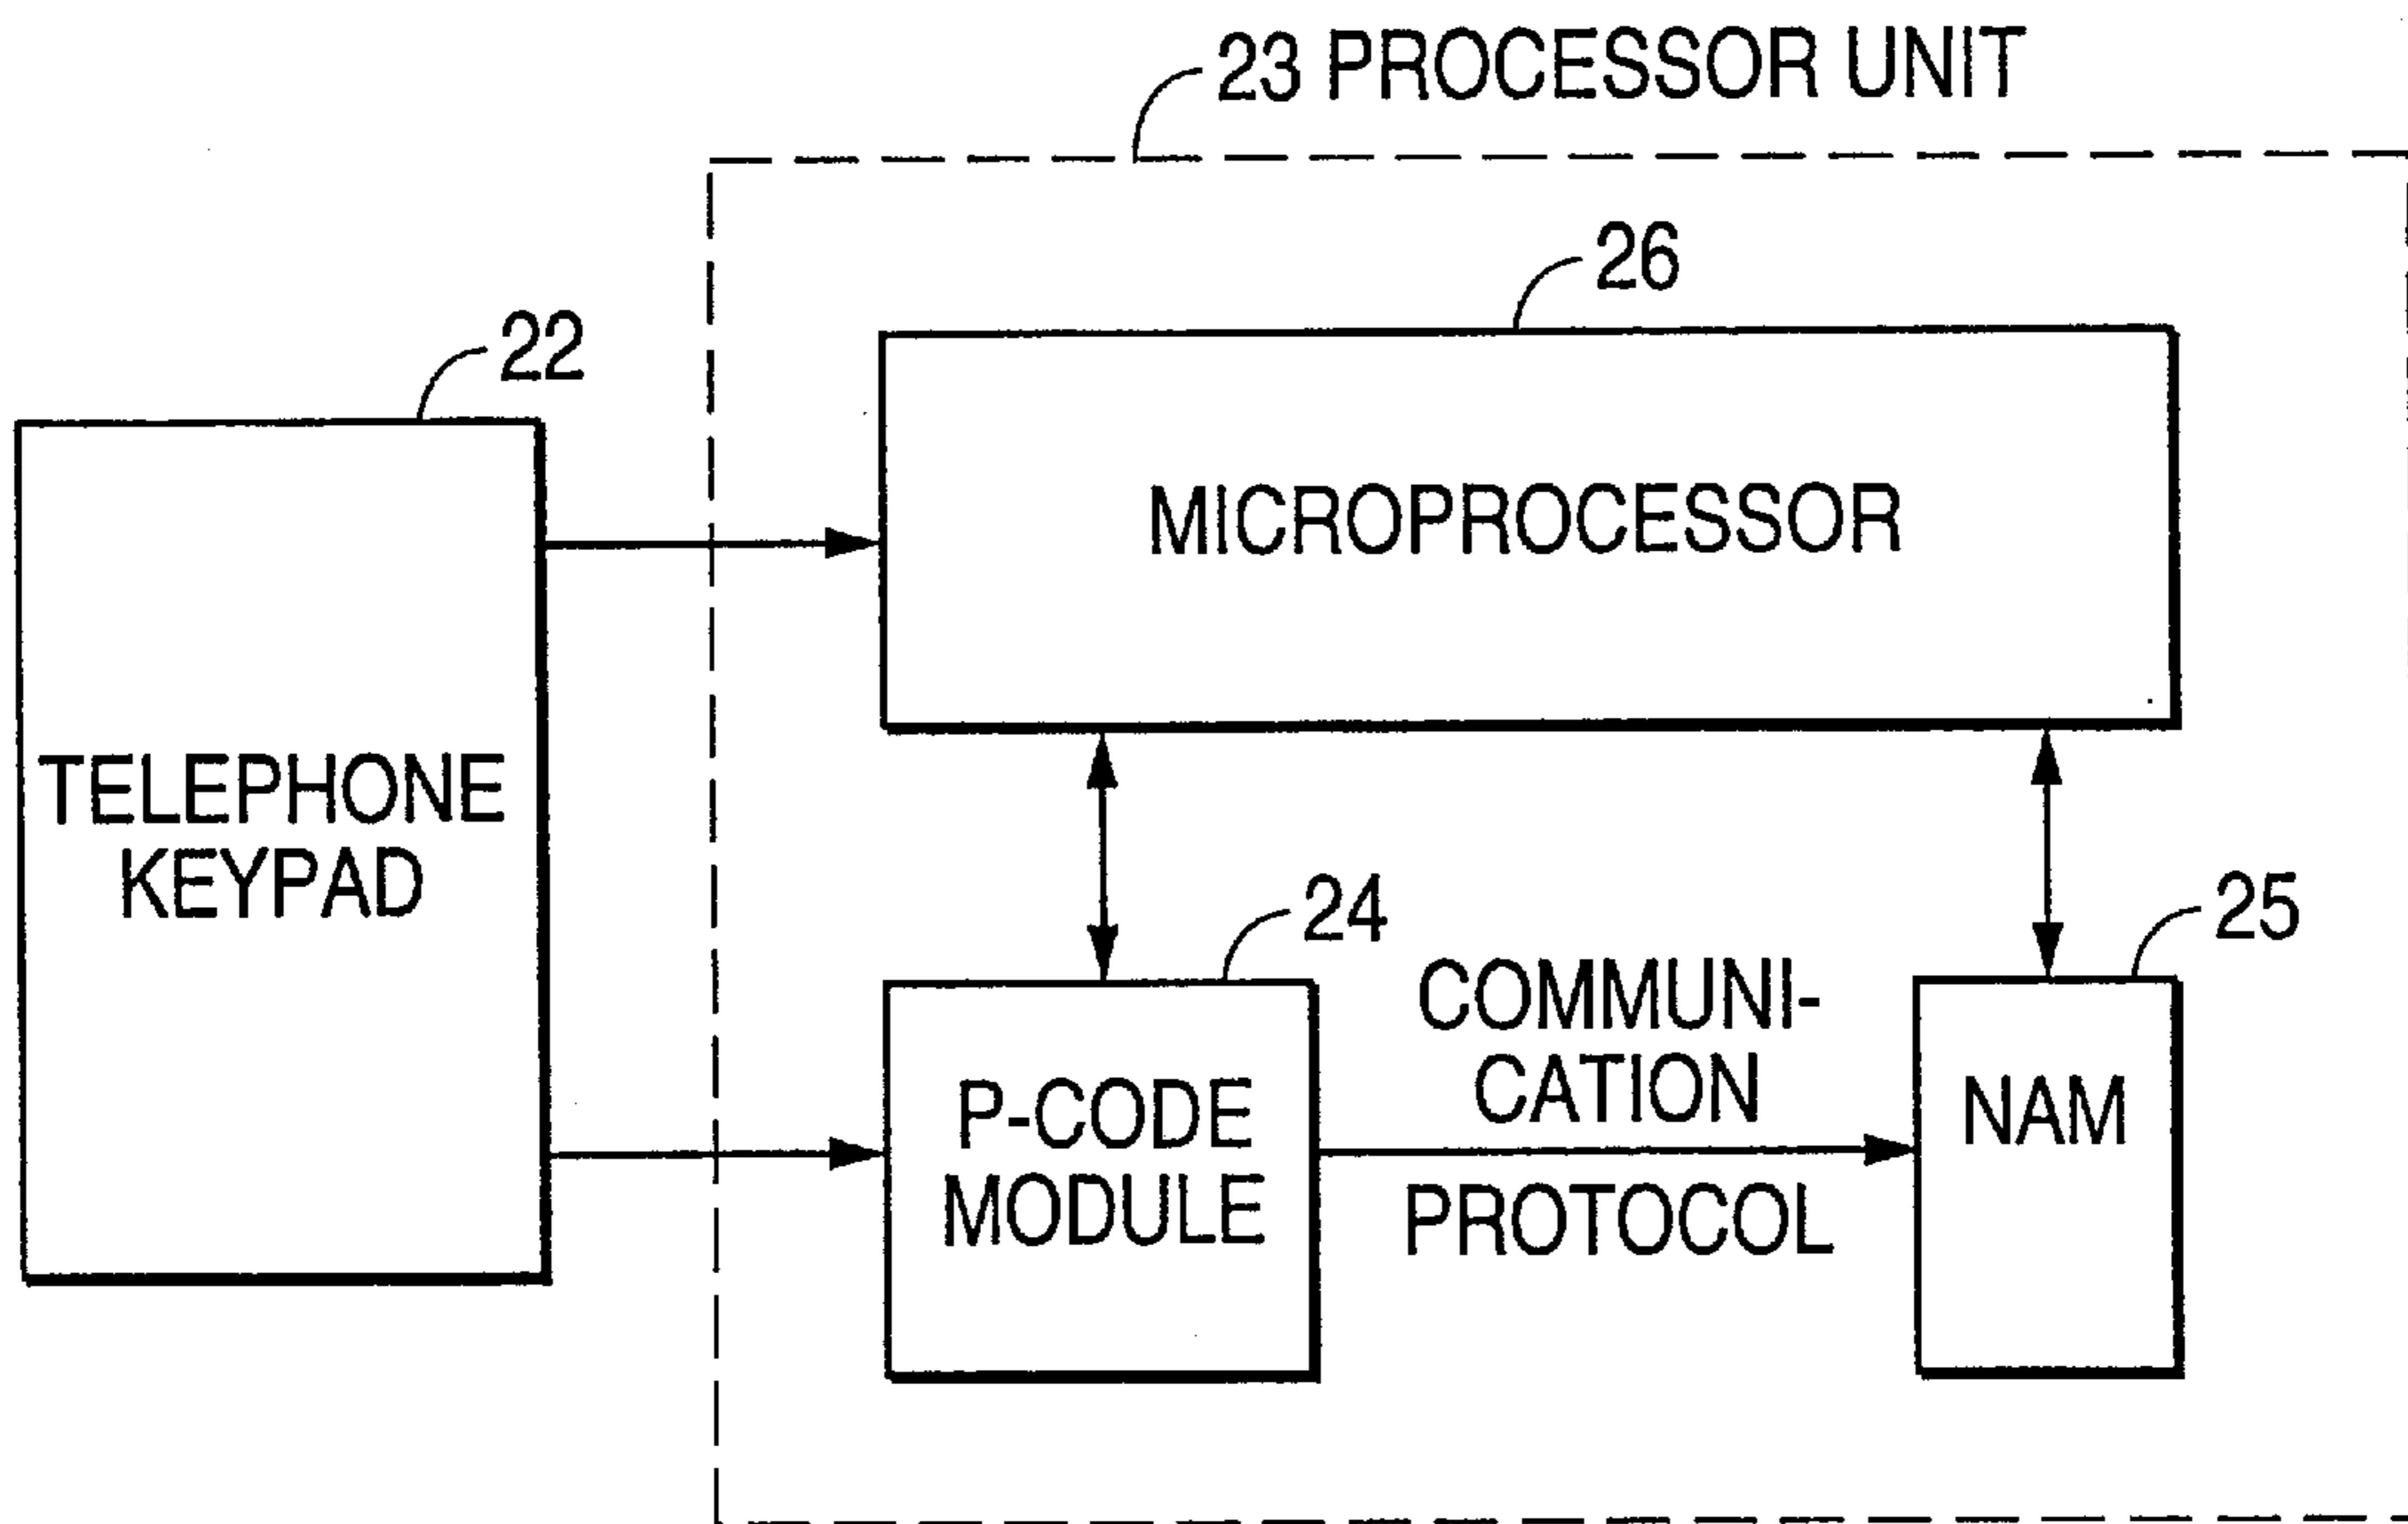 23 PROCESSOR UNIT
26
22
MICROPROCESSOR
TELEPHONE
KEYPAD
24
25
COMMUNI-
CATION
P-CODE
MODULE
NAM
PROTOCOL